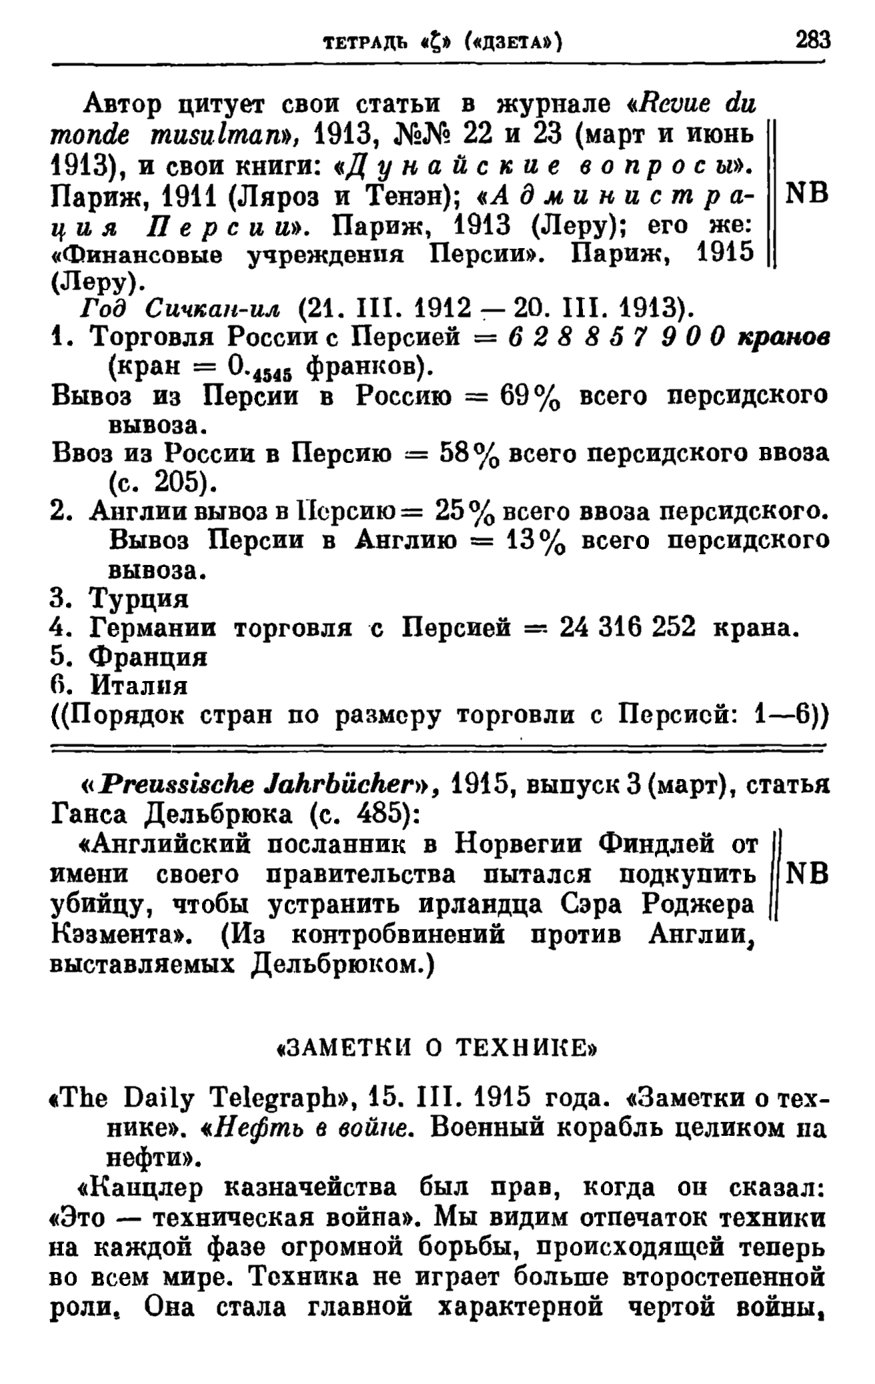 ТЕТРАДЬ «ζ» («ДЗЕТА») 283
Автор цитует свои статьи в журнале «Revue du
monde musulman», 1913, №№ 22 и 23 (март и июнь
1913), и свои книги: «Дунайские вопросы».
Париж, 1911 (Ляроз и Тенэн); «Администра- NB
ция Персии». Париж, 1913 (Леру); его же:
«Финансовые учреждения Персии». Париж, 1915
(Леру).
Год Сичкан-ил (21. III. 1912 — 20. III. 1913).
1. Торговля России с Персией = 628 857 900 кранов
(кран = 0.4545 франков).
Вывоз из Персии в Россию = 69% всего персидского
вывоза.
Ввоз из России в Персию = 58% всего персидского ввоза
(с. 205).
2. Англии вывоз в Персию = 25% всего ввоза персидского.
Вывоз Персии в Англию = 13% всего персидского
вывоза.
3. Турция
4. Германии торговля с Персией = 24 316 252 крана.
5. Франция
6. Италия
((Порядок стран по размеру торговли с Персией: 1—6))
«Preussische Jahrbücher», 1915, выпуск 3 (март), статья
Ганса Дельбрюка (с. 485):
«Английский посланник в Норвегии Финдлей от
имени своего правительства пытался подкупить NB
убийцу, чтобы устранить ирландца Сэра Роджера
Кэзмента». (Из контробвинений против Англии,
выставляемых Дельбрюком.)
«ЗАМЕТКИ О ТЕХНИКЕ»
«The Daily Telegraph», 15. III. 1915 года. «Заметки о тех-
нике». «Нефть в войне. Военный корабль целиком на
нефти».
«Канцлер казначейства был прав, когда он сказал:
«Это — техническая война». Мы видим отпечаток техники
на каждой фазе огромной борьбы, происходящей теперь
во всем мире. Техника не играет больше второстепенной
роли. Она стала главной характерной чертой войны,